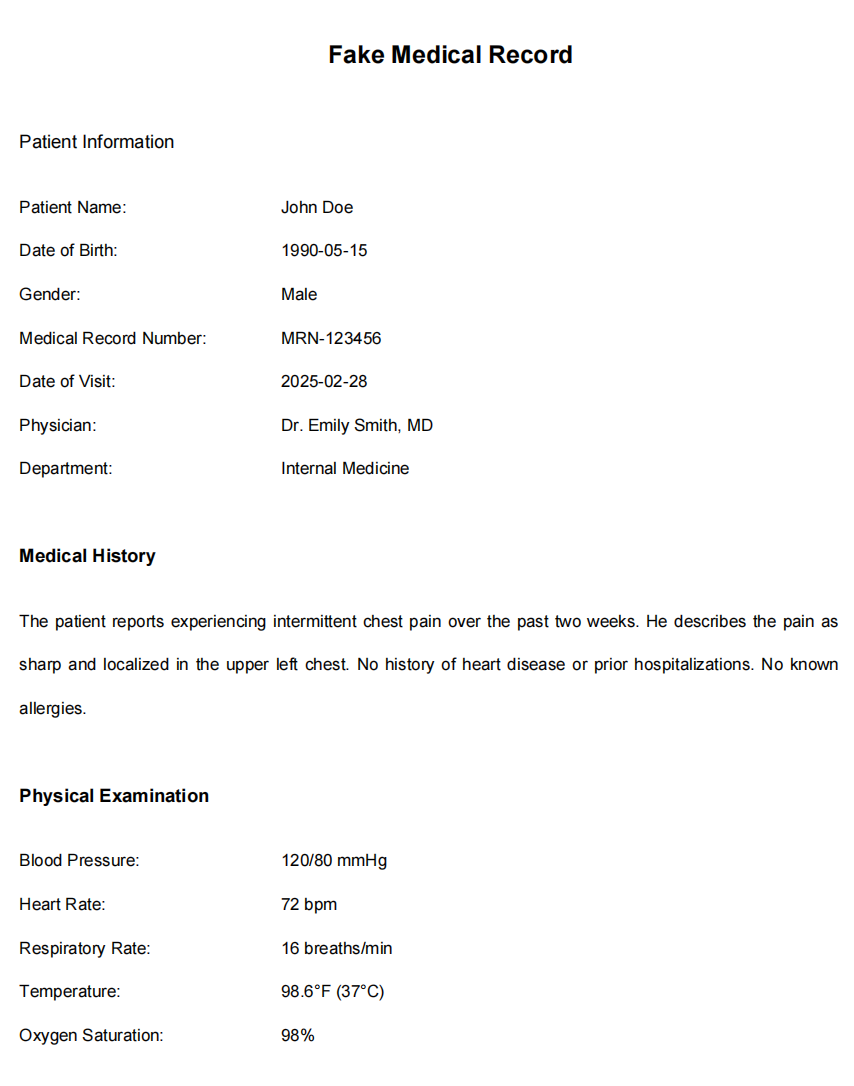 Fake Medical Record
Patient Information
Patient Name: John Doe
Date of Birth: 1990-05-15
Gender: Male
Medical Record Number: MRN-123456
Date of Visit: 2025-02-28
Physician: Dr. Emily Smith, MD
Department: Internal Medicine
Medical History
The patient reports experiencing intermittent chest pain over the past two weeks. He describes the pain as
sharp and localized in the upper left chest. No history of heart disease or prior hospitalizations. No known
allergies.
Physical Examination
Blood Pressure: 120/80 mmHg
Heart Rate: 72 bpm
Respiratory Rate: 16 breaths/min
Temperature: 98.6°F (37°C)
Oxygen Saturation: 98%